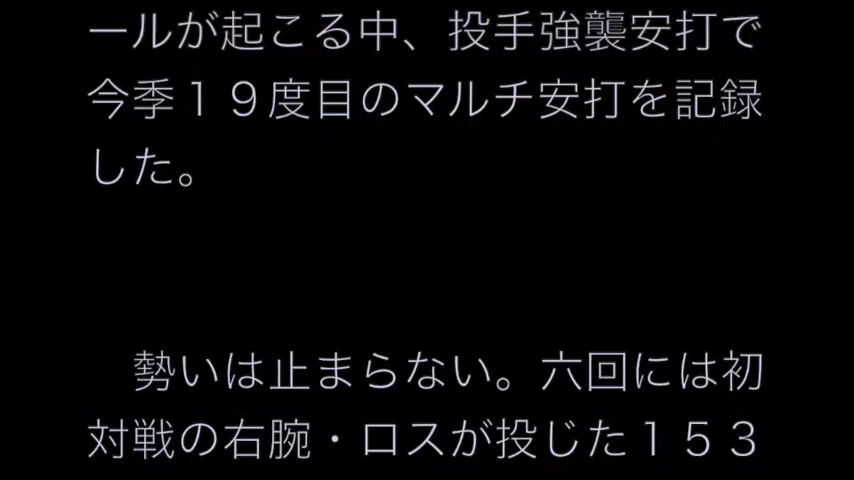 ールが起こる中、投手強襲安打で
今季１９度目のマルチ安打を記録
した。
勢いは止まらない。六回には初
対戦の右腕・ロスが投じた１５３